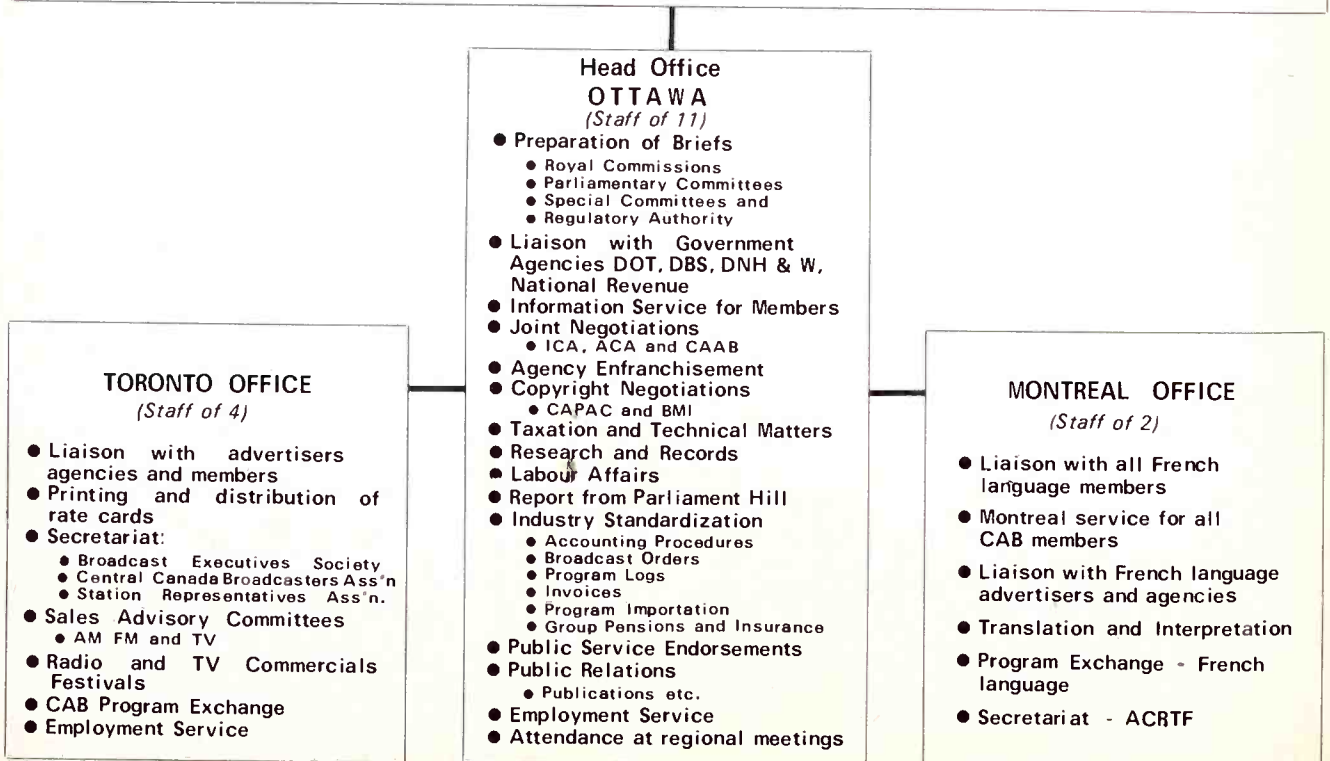 Head Office
OTTAWA
(Staff of 11)
● Preparation of Briefs
● Royal Commissions
● Parliamentary Committees
● Special Committees and
● Regulatory Authority
● Liaison with Government
Agencies DOT, DBS, DNH & W,
National Revenue
● Information Service for Members
● Joint Negotiations
● ICA, ACA and CAAB
● Agency Enfranchisement
● Copyright Negotiations
● CAPAC and BMI
● Taxation and Technical Matters
● Research and Records
● Labour Affairs
● Report from Parliament Hill
● Industry Standardization
● Accounting Procedures
● Broadcast Orders
● Program Logs
● Invoices
● Program Importation
● Group Pensions and Insurance
● Public Service Endorsements
● Public Relations
● Publications etc.
● Employment Service
● Attendance at regional meetings
TORONTO OFFICE
(Staff of 4)
● Liaison with advertisers
agencies and members
● Printing and distribution of
rate cards
● Secretariat:
● Broadcast Executives Society
● Central Canada Broadcasters Ass'n
● Station Representatives Ass'n.
● Sales Advisory Committees
● AM FM and TV
● Radio and TV Commercials
Festivals
● CAB Program Exchange
● Employment Service
MONTREAL OFFICE
(Staff of 2)
● Liaison with all French
language members
● Montreal service for all
CAB members
● Liaison with French language
advertisers and agencies
● Translation and Interpretation
● Program Exchange - French
language
● Secretariat - ACRTF